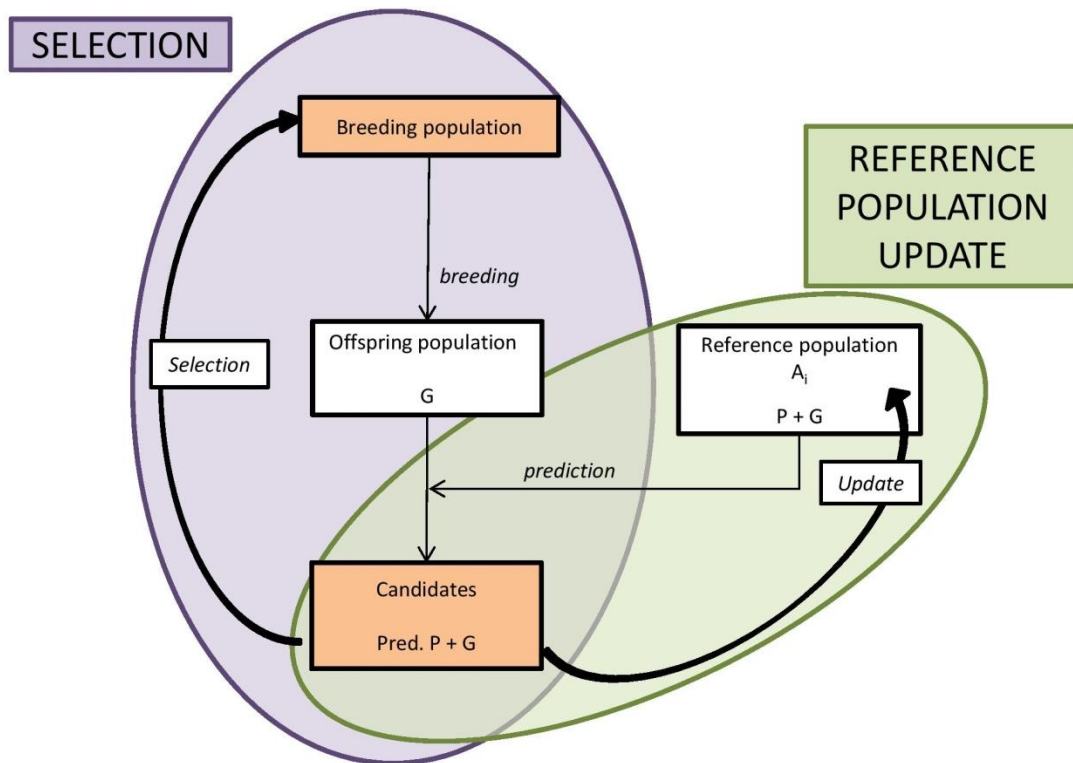 SELECTION
Breeding population
REFERENCE
POPULATION
UPDATE
breeding
Offspring population
G
Reference population
Aᵢ
P + G
Selection
prediction
Update
Candidates
Pred. P + G